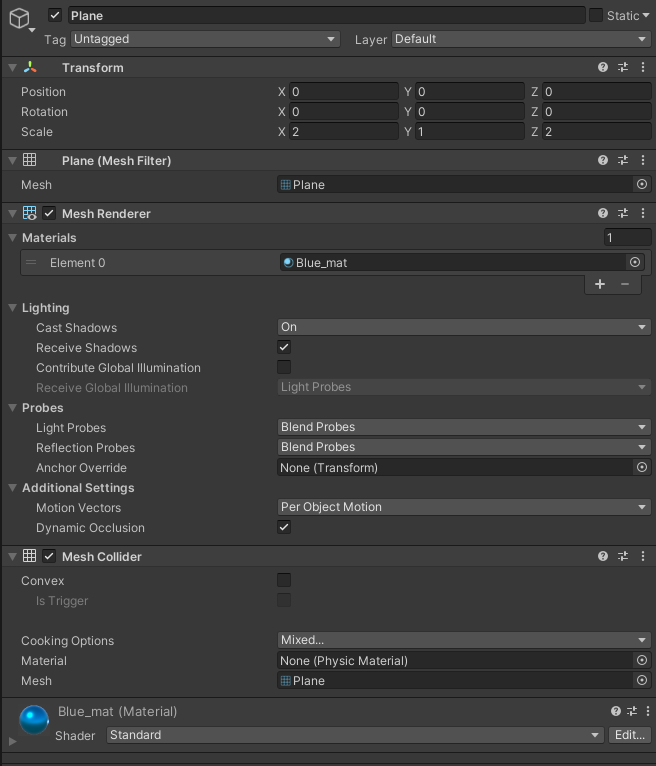 Plane Static
Tag Untagged Layer Default
Transform
Position X 0 Y 0 Z 0
Rotation X 0 Y 0 Z 0
Scale X 2 Y 1 Z 2
Plane (Mesh Filter)
Mesh Plane
Mesh Renderer
Materials 1
Element 0 Blue_mat
Lighting
Cast Shadows On
Receive Shadows
Contribute Global Illumination
Receive Global Illumination Light Probes
Probes
Light Probes Blend Probes
Reflection Probes Blend Probes
Anchor Override None (Transform)
Additional Settings
Motion Vectors Per Object Motion
Dynamic Occlusion
Mesh Collider
Convex
Is Trigger
Cooking Options Mixed...
Material None (Physic Material)
Mesh Plane
Blue_mat (Material)
Shader Standard Edit...